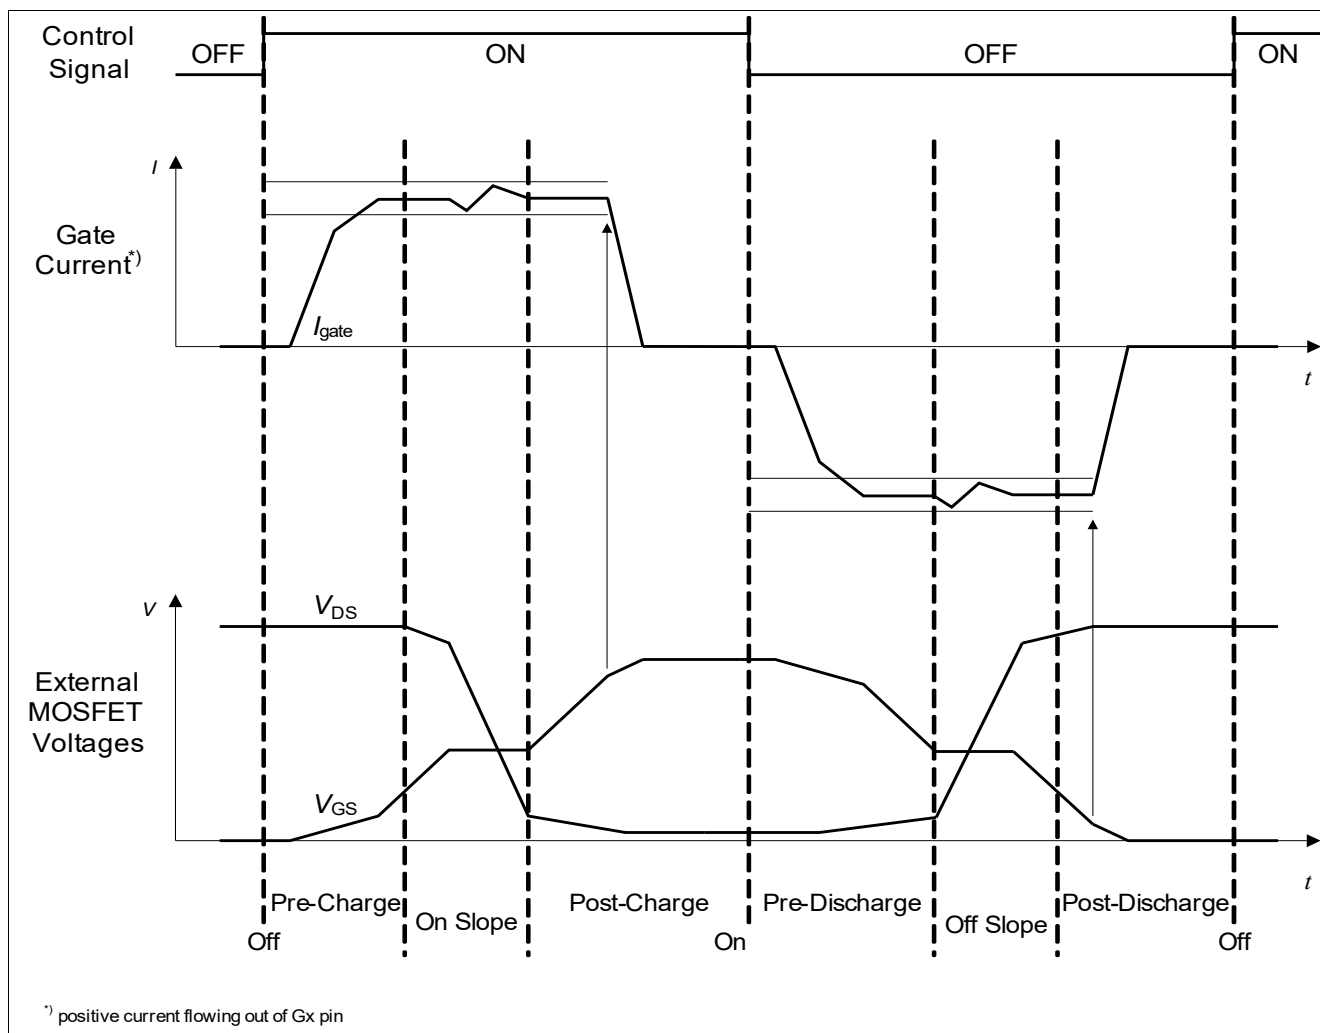 Control
Signal
OFF
ON
OFF
ON
I
Gate
Current*)
Igate
t
V
VDS
External
MOSFET
Voltages
VGS
t
Pre-Charge
On Slope
Post-Charge
Pre-Discharge
Off Slope
Post-Discharge
Off
On
Off
*) positive current flowing out of Gx pin